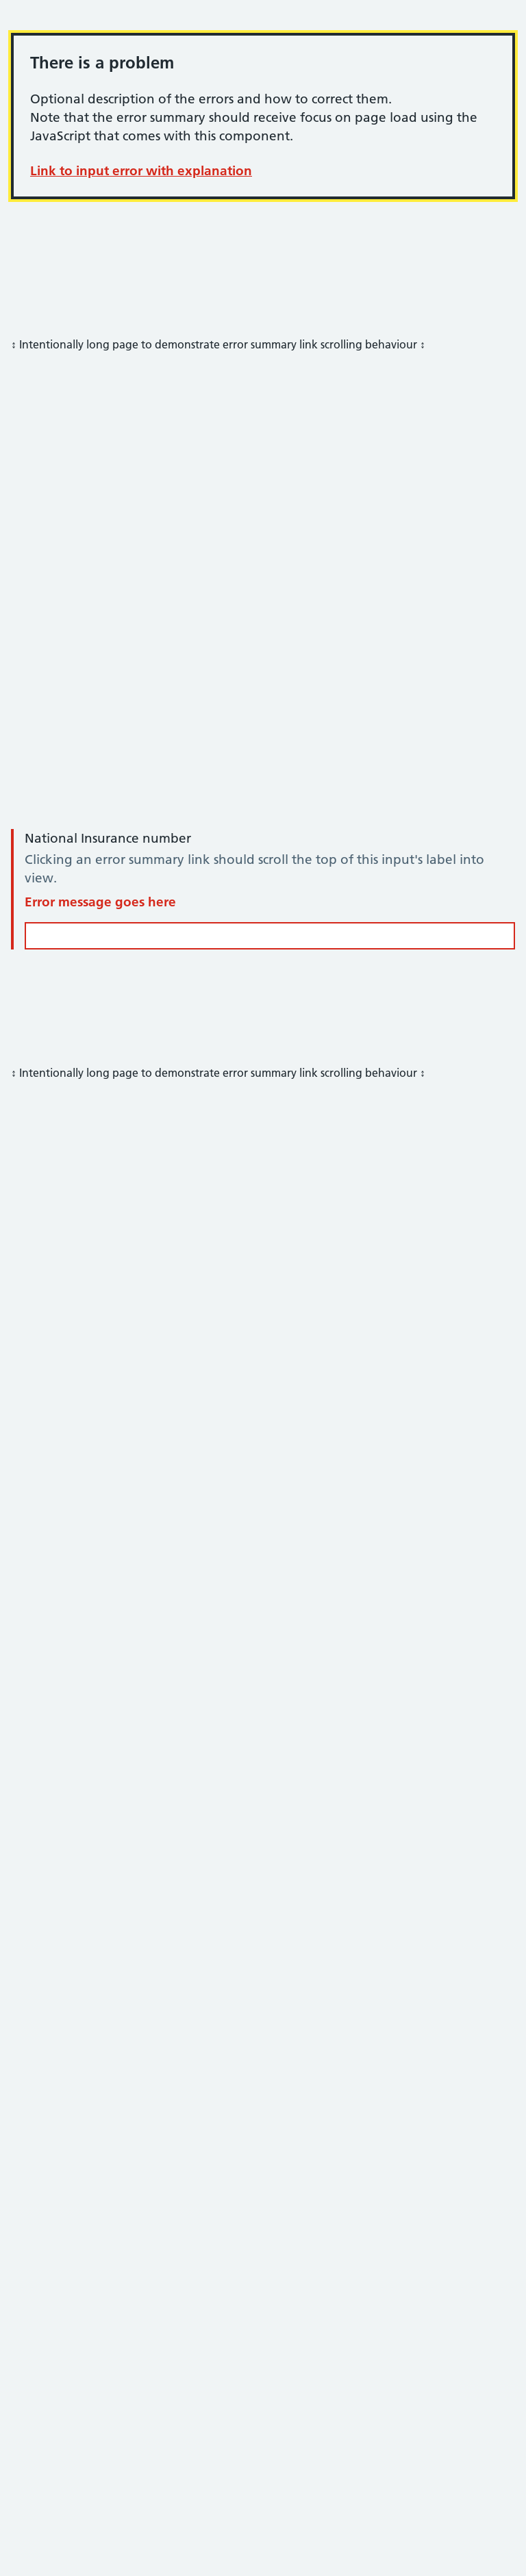 There is a problem
Optional description of the errors and how to correct them.
Note that the error summary should receive focus on page load using the
JavaScript that comes with this component.
Link to input error with explanation
↕ Intentionally long page to demonstrate error summary link scrolling behaviour ↕
National Insurance number
Clicking an error summary link should scroll the top of this input's label into
view.
Error message goes here
↕ Intentionally long page to demonstrate error summary link scrolling behaviour ↕